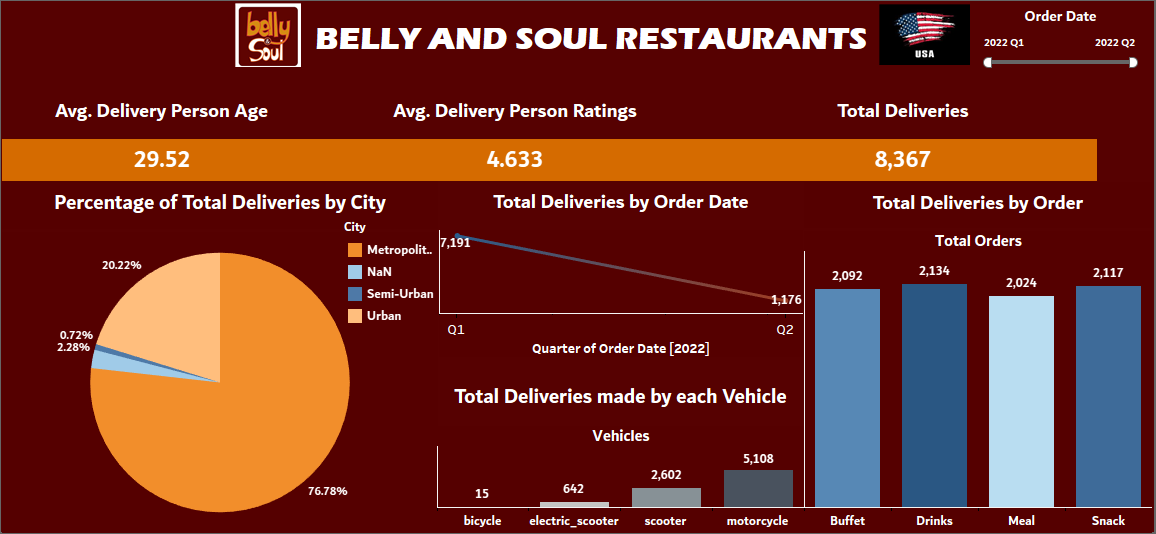 belly
&
Soul
BELLY AND SOUL RESTAURANTS
USA
Order Date
2022 Q1 2022 Q2
Avg. Delivery Person Age
Avg. Delivery Person Ratings
Total Deliveries
29.52
4.633
8,367
Percentage of Total Deliveries by City
City
Metropolit..
NaN
Semi-Urban
Urban
20.22%
0.72%
2.28%
76.78%
Total Deliveries by Order Date
7,191
1,176
Q1 Q2
Quarter of Order Date [2022]
Total Deliveries made by each Vehicle
Vehicles
15 642 2,602 5,108
bicycle electric_scooter scooter motorcycle
Total Deliveries by Order
Total Orders
2,092 2,134 2,024 2,117
Buffet Drinks Meal Snack